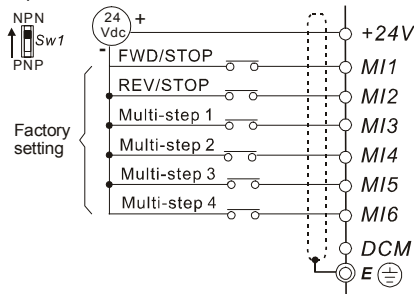 NPN
Sw1
PNP
24
Vdc
+
-
+24V
FWD/STOP
MI1
REV/STOP
MI2
Multi-step 1
MI3
Factory
setting
Multi-step 2
MI4
Multi-step 3
MI5
Multi-step 4
MI6
DCM
E